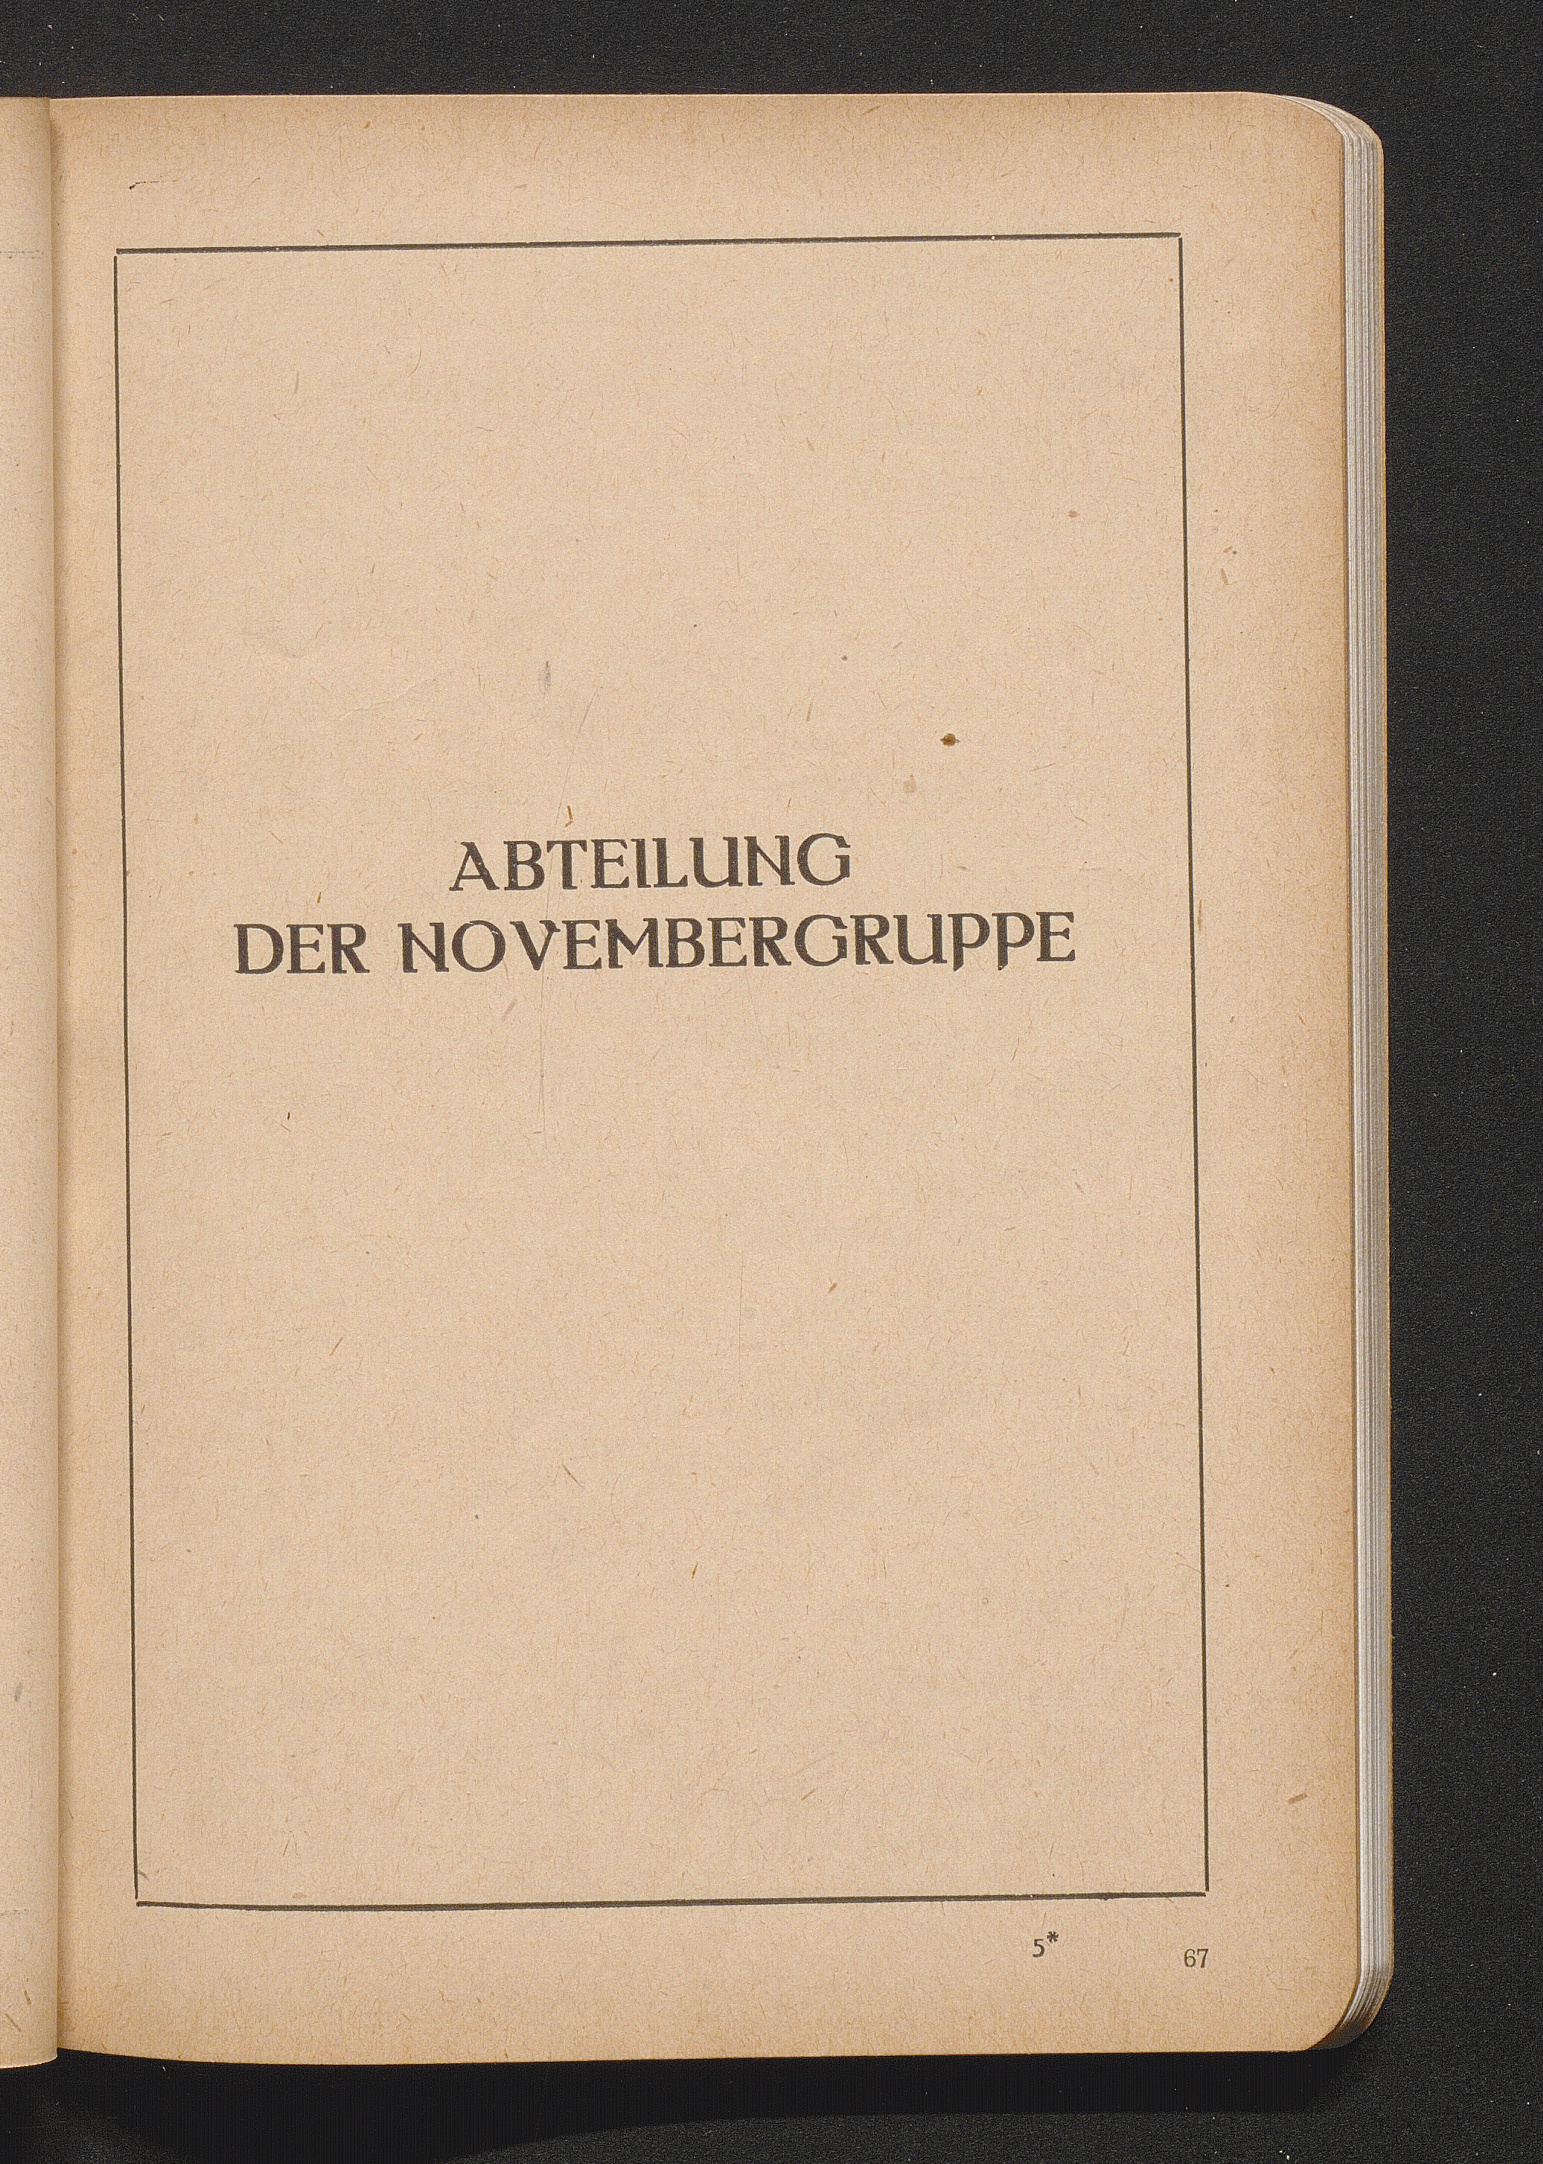 ABTEILUNG
DER NOVEMBERGRUPPE
5*
67